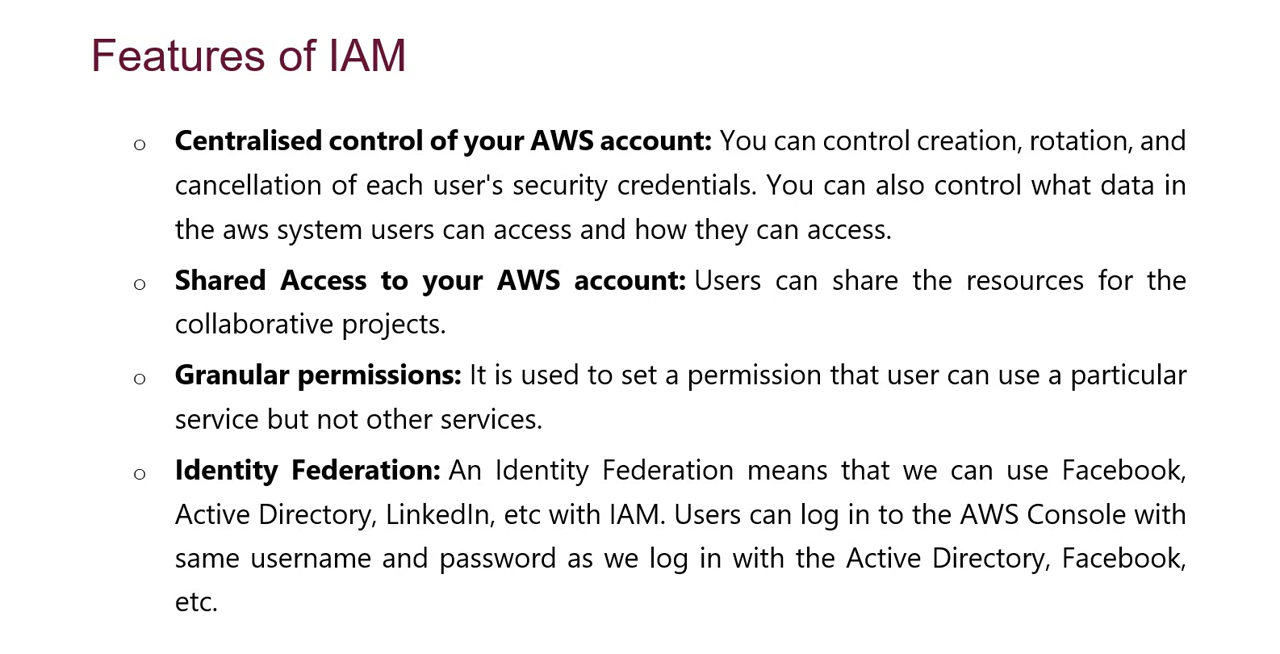 Features of IAM
o Centralised control of your AWS account: You can control creation, rotation, and
cancellation of each user's security credentials. You can also control what data in
the aws system users can access and how they can access.
o Shared Access to your AWS account: Users can share the resources for the
collaborative projects.
o Granular permissions: It is used to set a permission that user can use a particular
service but not other services.
o Identity Federation: An Identity Federation means that we can use Facebook,
Active Directory, LinkedIn, etc with IAM. Users can log in to the AWS Console with
same username and password as we log in with the Active Directory, Facebook,
etc.